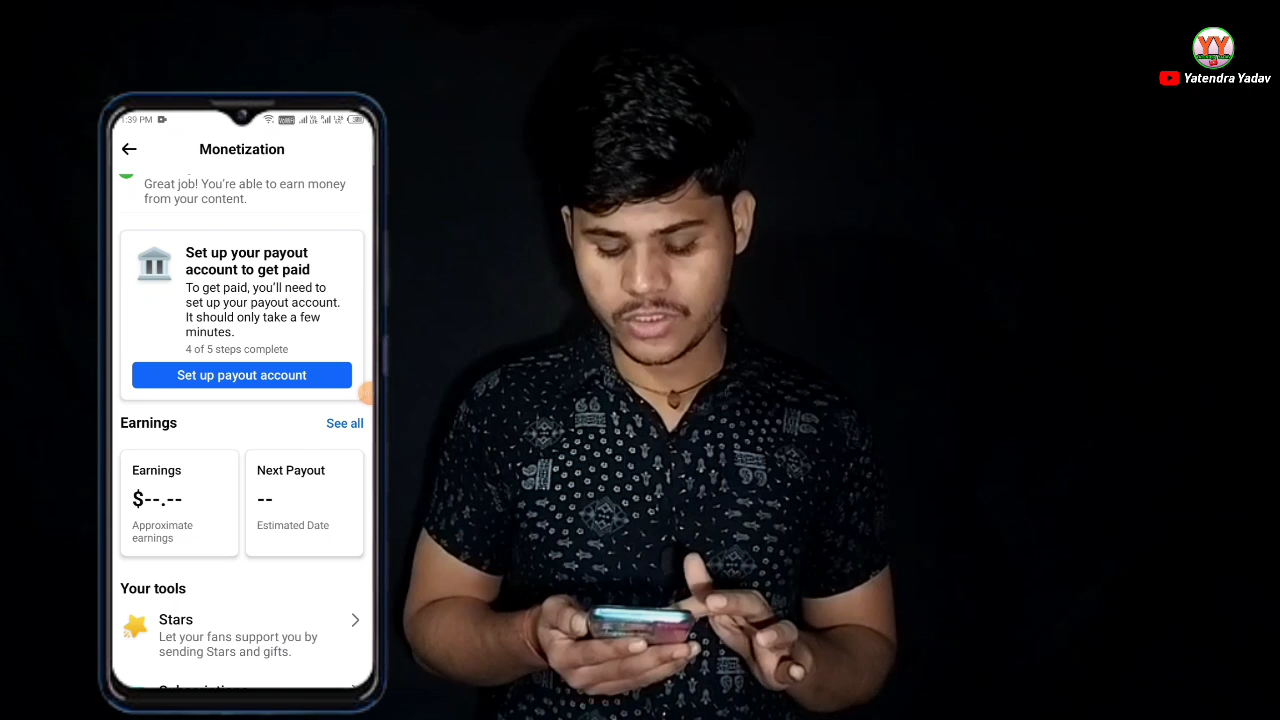 1:39 PM
Monetization
Great job! You're able to earn money
from your content.
Set up your payout
account to get paid
To get paid, you'll need to
set up your payout account.
It should only take a few
minutes.
4 of 5 steps complete
Set up payout account
Earnings
See all
Earnings
$--.--
Approximate
earnings
Next Payout
--
Estimated Date
Your tools
Stars
Let your fans support you by
sending Stars and gifts.
Subscriptions
YY
Yatendra Yadav